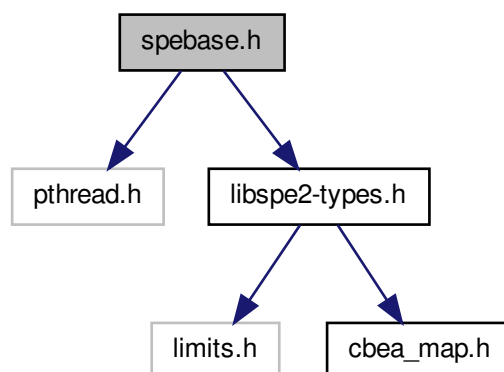 spebase.h
pthread.h
libspe2-types.h
limits.h
cbea_map.h